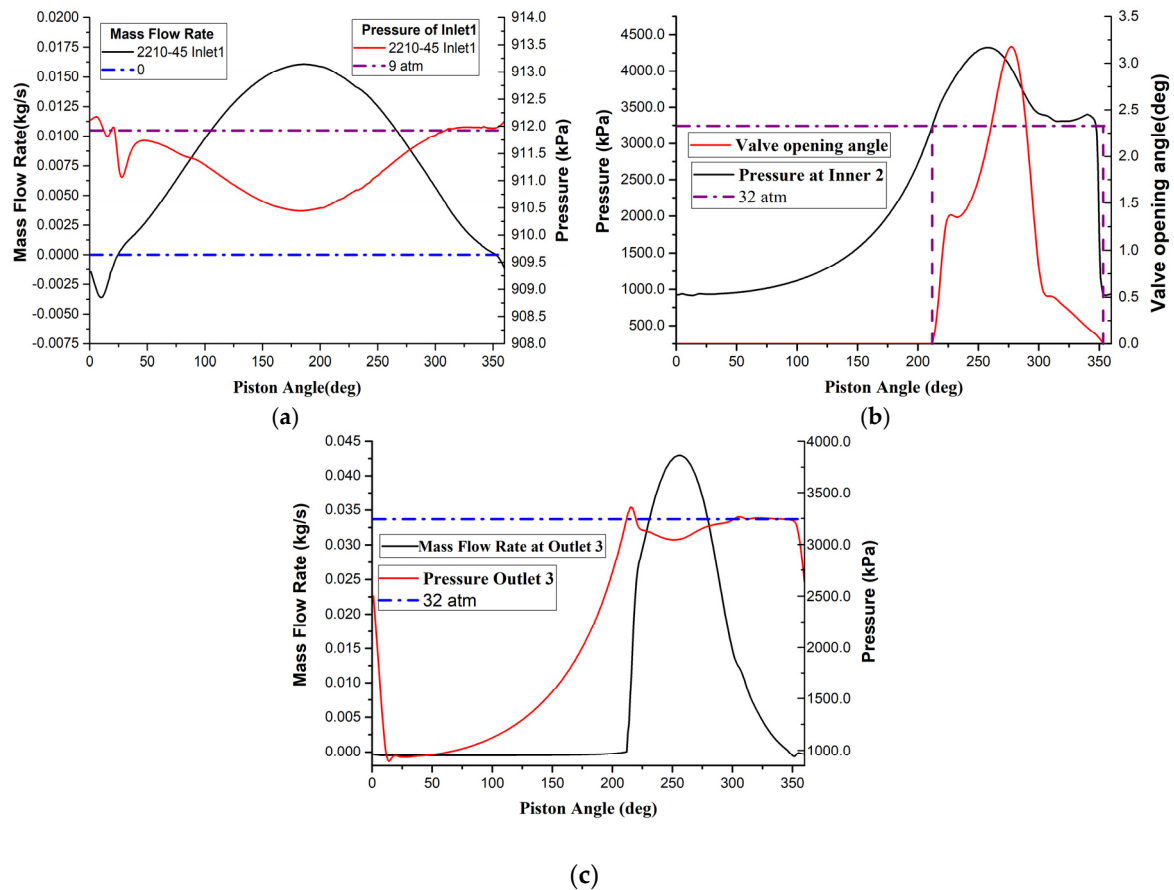 Mass Flow Rate
2210-45 Inlet1
0
Pressure of Inlet1
2210-45 Inlet1
9 atm
0.0200
0.0175
0.0150
0.0125
0.0100
0.0075
0.0050
0.0025
0.0000
-0.0025
-0.0050
-0.0075
Mass Flow Rate(kg/s)
914.0
913.5
913.0
912.5
912.0
911.5
911.0
910.5
910.0
909.5
909.0
908.5
908.0
Pressure (kPa)
0 50 100 150 200 250 300 350
Piston Angle(deg)
(a)
4500.0
4000.0
3500.0
3000.0
2500.0
2000.0
1500.0
1000.0
500.0
Pressure (kPa)
Valve opening angle
Pressure at Inner 2
32 atm
3.5
3.0
2.5
2.0
1.5
1.0
0.5
0.0
Valve opening angle(deg)
0 50 100 150 200 250 300 350
Piston Angle (deg)
(b)
0.045
0.040
0.035
0.030
0.025
0.020
0.015
0.010
0.005
0.000
Mass Flow Rate (kg/s)
Mass Flow Rate at Outlet 3
Pressure Outlet 3
32 atm
4000.0
3500.0
3000.0
2500.0
2000.0
1500.0
1000.0
Pressure (kPa)
0 50 100 150 200 250 300 350
Piston Angle (deg)
(c)